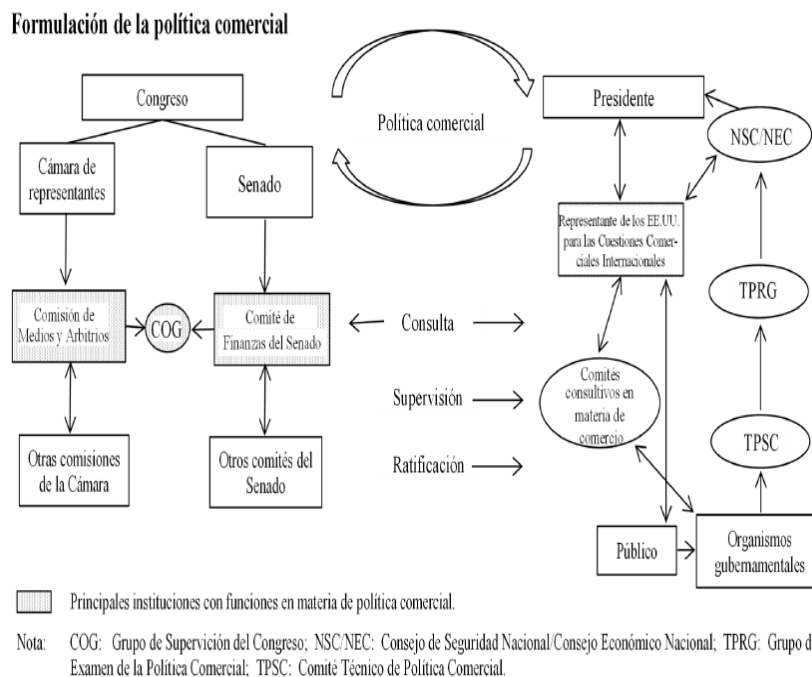 Formulación de la política comercial
Congreso
Cámara de
representantes
Senado
Comisión de
Medios y Arbitrios
COG
Comité de
Finanzas del Senado
Otras comisiones
de la Cámara
Otros comités del
Senado
Política comercial
Consulta
Supervisión
Ratificación
Presidente
NSC/NEC
Representante de los EE.UU.
para las Cuestiones Comer-
ciales Internacionales
TPRG
Comités
consultivos en
materia de
comercio
TPSC
Público
Organismos
gubernamentales
Principales instituciones con funciones en materia de política comercial.
Nota: COG: Grupo de Supervición del Congreso; NSC/NEC: Consejo de Seguridad Nacional/Consejo Económico Nacional; TPRG: Grupo d
Examen de la Política Comercial; TPSC: Comité Técnico de Política Comercial.